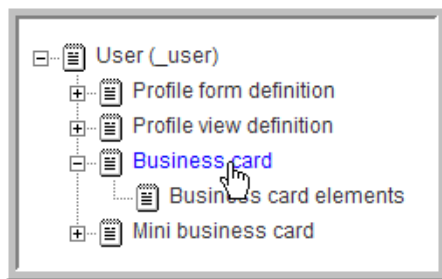 User (_user)
Profile form definition
Profile view definition
Business card
Business card elements
Mini business card